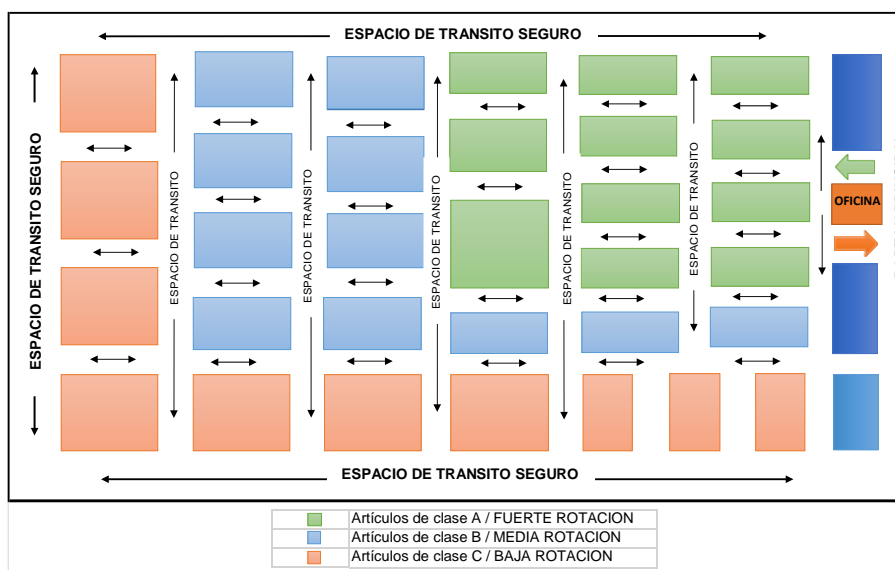 ESPACIO DE TRANSITO SEGURO
ESPACIO DE TRANSITO SEGURO
ESPACIO DE TRANSITO
ESPACIO DE TRANSITO
ESPACIO DE TRANSITO
ESPACIO DE TRANSITO
ESPACIO DE TRANSITO
OFICINA
ESPACIO DE TRANSITO SEGURO
Artículos de clase A / FUERTE ROTACION
Artículos de clase B / MEDIA ROTACION
Artículos de clase C / BAJA ROTACION